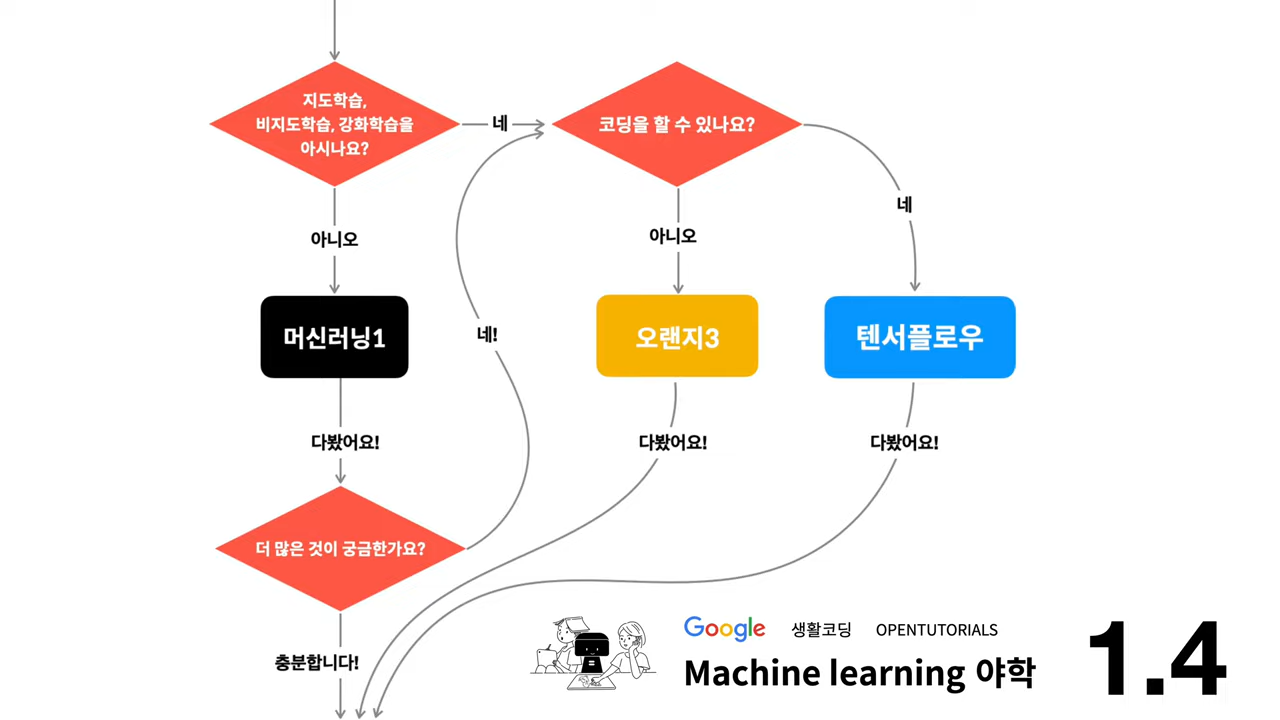 지도학습,
비지도학습, 강화학습을
아시나요?
네
코딩을 할 수 있나요?
네
아니오
아니오
머신러닝1
네!
오랜지3
텐서플로우
다봤어요!
다봤어요!
다봤어요!
더 많은 것이 궁금한가요?
충분합니다!
Google 생활코딩 OPENTUTORIALS
Machine learning 야학
1.4